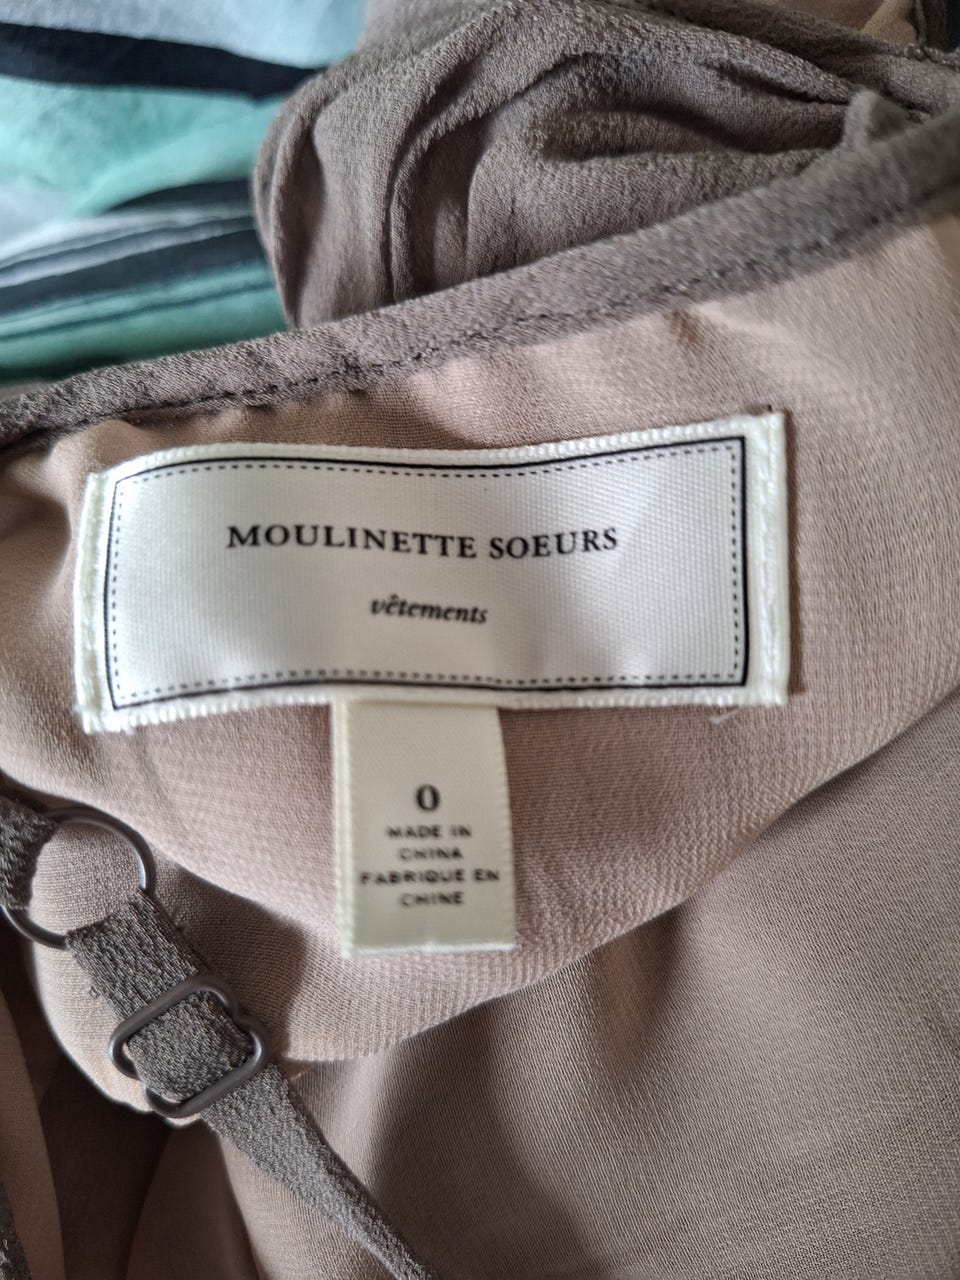 MOULINETTE SOEURS
vêtements
0
MADE IN
CHINA
FABRIQUE EN
CHINE